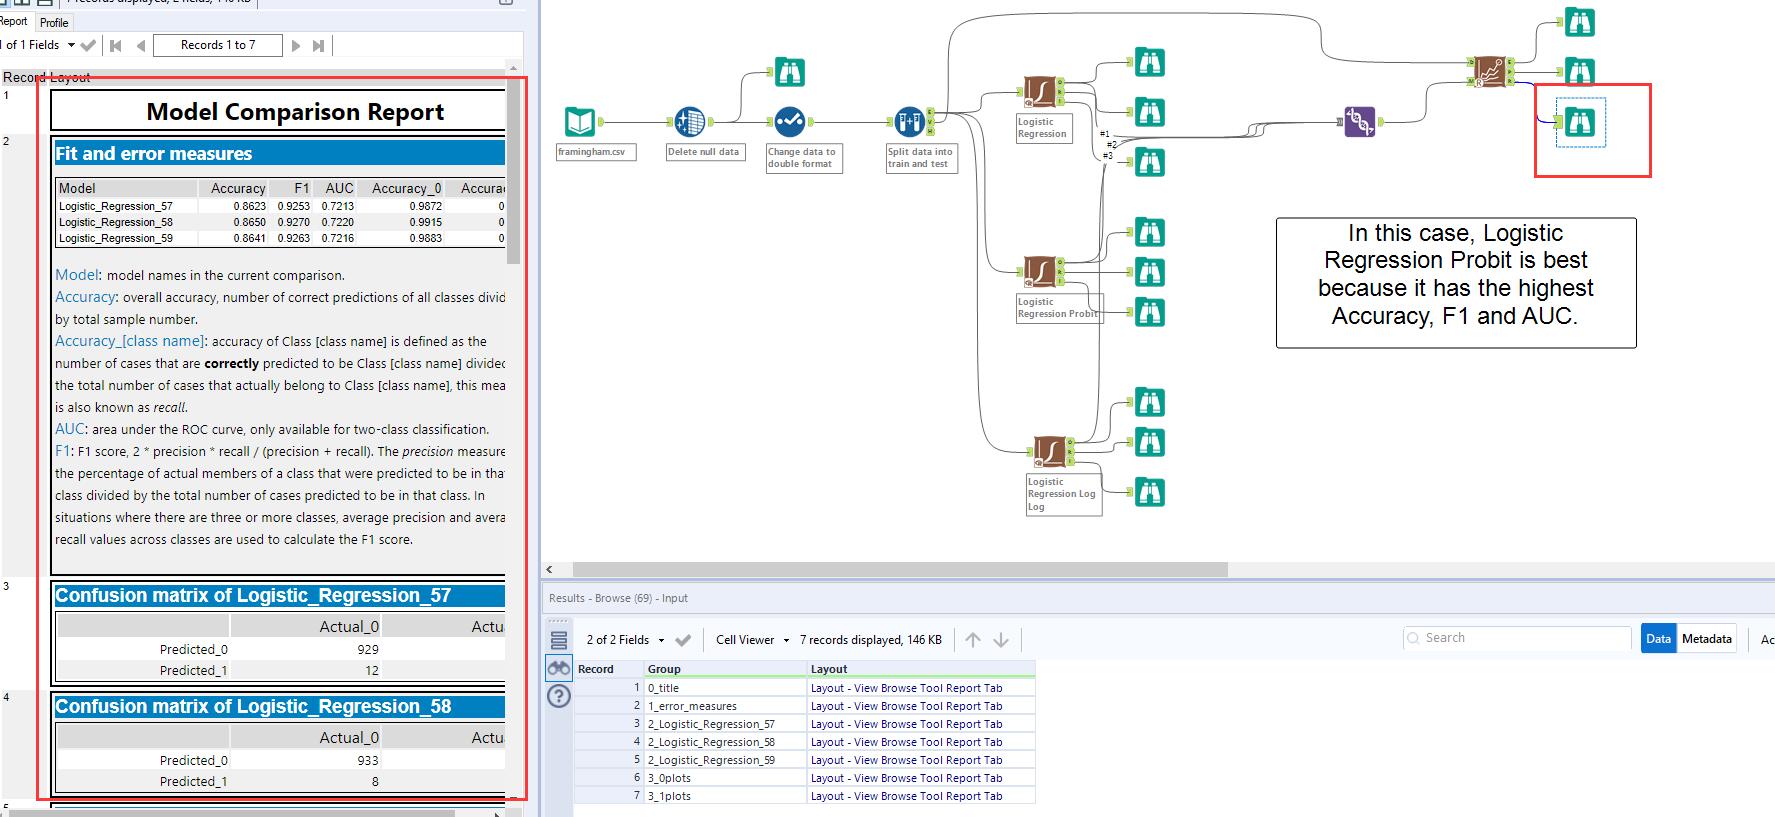 Report
Profile
1 of 1 Fields
Records 1 to 7
Record
Layout
1
Model Comparison Report
2
Fit and error measures
Model Accuracy F1 AUC Accuracy_0
Logistic_Regression_57 0.8623 0.9253 0.7213 0.9872
Logistic_Regression_58 0.8650 0.9270 0.7220 0.9915
Logistic_Regression_59 0.8641 0.9263 0.7216 0.9883
Model: model names in the current comparison.
Accuracy: overall accuracy, number of correct predictions of all classes divid
by total sample number.
Accuracy_[class name]: accuracy of Class [class name] is defined as the
number of cases that are correctly predicted to be Class [class name] divided
the total number of cases that actually belong to Class [class name], this mea
is also known as recall.
AUC: area under the ROC curve, only available for two-class classification.
F1: F1 score, 2 * precision * recall / (precision + recall). The precision measure
the percentage of actual members of a class that were predicted to be in tha
class divided by the total number of cases predicted to be in that class. In
situations where there are three or more classes, average precision and avera
recall values across classes are used to calculate the F1 score.
3
Confusion matrix of Logistic_Regression_57
Actual_0 Actu
Predicted_0 929
Predicted_1 12
4
Confusion matrix of Logistic_Regression_58
Actual_0 Actu
Predicted_0 933
Predicted_1 8
framingham.csv
Delete null data
Change data to
double format
Split data into
train and test
Logistic
Regression
#1
#2
#3
Logistic
Regression Probit
Logistic
Regression Log
Log
In this case, Logistic
Regression Probit is best
because it has the highest
Accuracy, F1 and AUC.
Results - Browse (69) - Input
2 of 2 Fields
Cell Viewer
7 records displayed, 146 KB
Search
Data
Metadata
Record Group Layout
1 0_title Layout - View Browse Tool Report Tab
2 1_error_measures Layout - View Browse Tool Report Tab
3 2_Logistic_Regression_57 Layout - View Browse Tool Report Tab
4 2_Logistic_Regression_58 Layout - View Browse Tool Report Tab
5 2_Logistic_Regression_59 Layout - View Browse Tool Report Tab
6 3_0plots Layout - View Browse Tool Report Tab
7 3_1plots Layout - View Browse Tool Report Tab